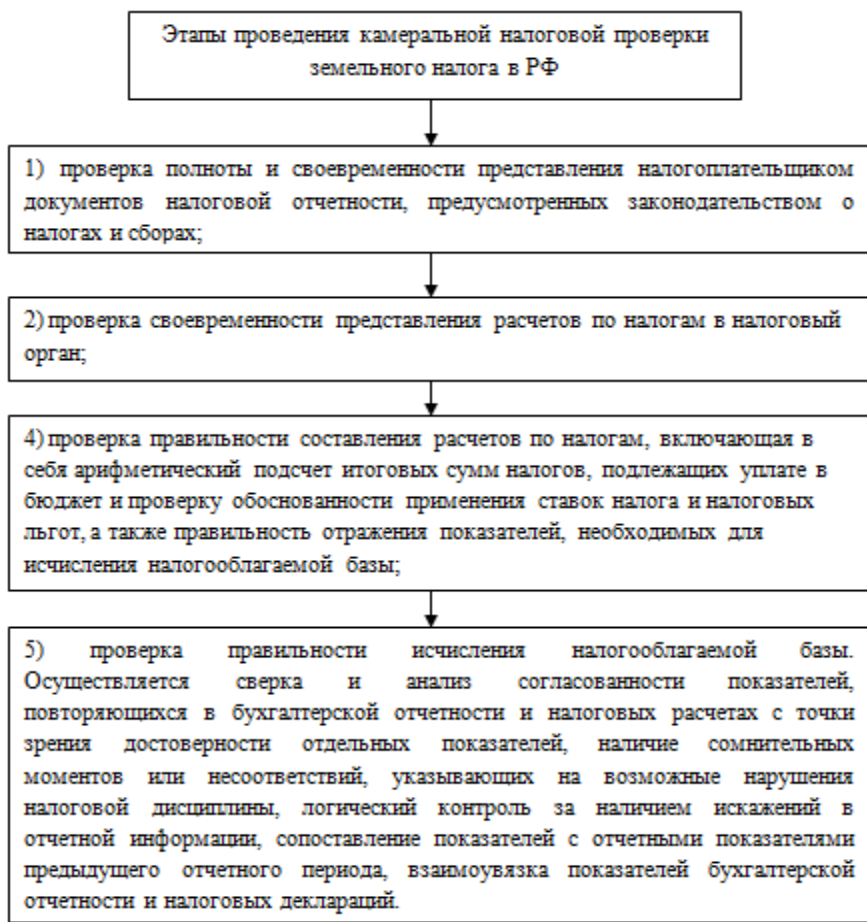 Этапы проведения камеральной налоговой проверки
земельного налога в РФ
1) проверка полноты и своевременности представления налогоплательщиком
документов налоговой отчетности, предусмотренных законодательством о
налогах и сборах;
2) проверка своевременности представления расчетов по налогам в налоговый
орган;
4) проверка правильности составления расчетов по налогам, включающая в
себя арифметический подсчет итоговых сумм налогов, подлежащих уплате в
бюджет и проверку обоснованности применения ставок налога и налоговых
льгот, а также правильность отражения показателей, необходимых для
исчисления налогооблагаемой базы;
5) проверка правильности исчисления налогооблагаемой базы.
Осуществляется сверка и анализ согласованности показателей,
повторяющихся в бухгалтерской отчетности и налоговых расчетах с точки
зрения достоверности отдельных показателей, наличие сомнительных
моментов или несоответствий, указывающих на возможные нарушения
налоговой дисциплины, логический контроль за наличием искажений в
отчетной информации, сопоставление показателей с отчетными показателями
предыдущего отчетного периода, взаимоувязка показателей бухгалтерской
отчетности и налоговых деклараций.